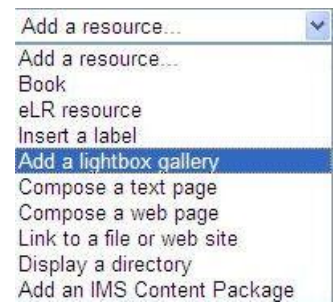 Add a resource...
Add a resource...
Book
eLR resource
Insert a label
Add a lightbox gallery
Compose a text page
Compose a web page
Link to a file or web site
Display a directory
Add an IMS Content Package